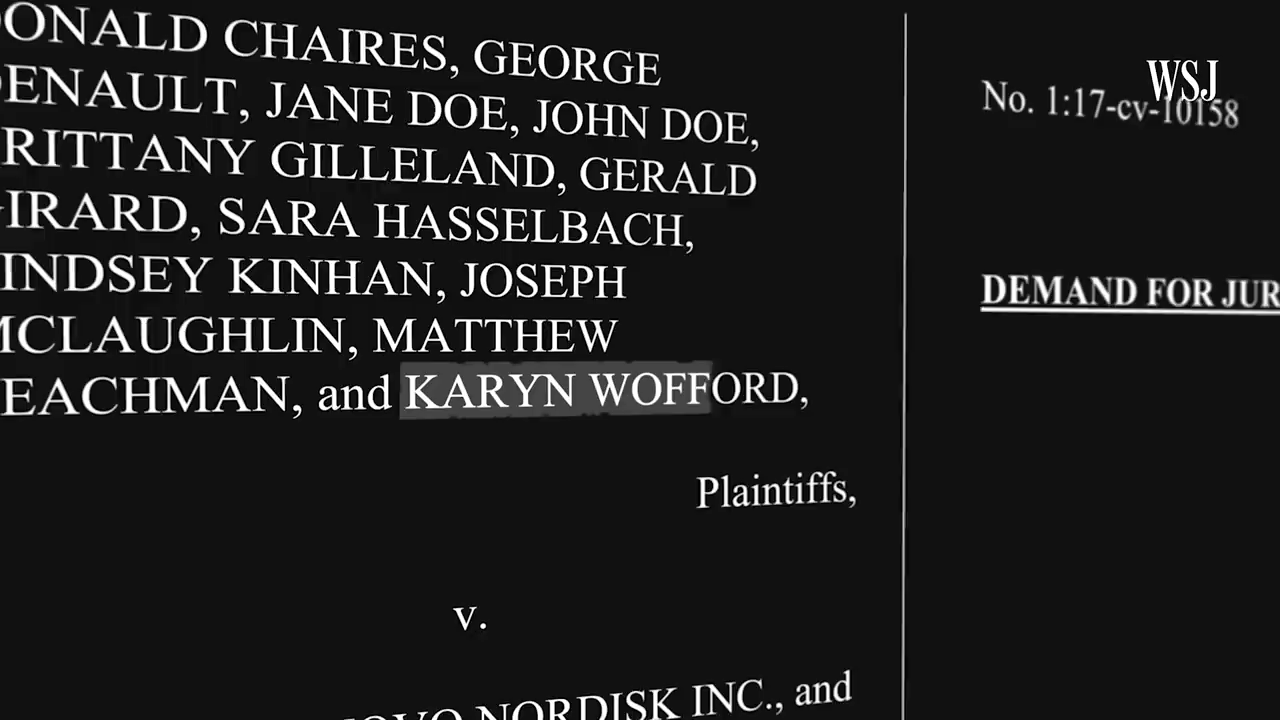 ONALD CHAIRES, GEORGE
ENAULT, JANE DOE, JOHN DOE,
RITTANY GILLELAND, GERALD
IRARD, SARA HASSELBACH,
INDSEY KINHAN, JOSEPH
MCLAUGHLIN, MATTHEW
EACHMAN, and KARYN WOFFORD,
Plaintiffs,
v.
NOVO NORDISK INC., and
WSJ
No. 1:17-cv-10158
DEMAND FOR JUR